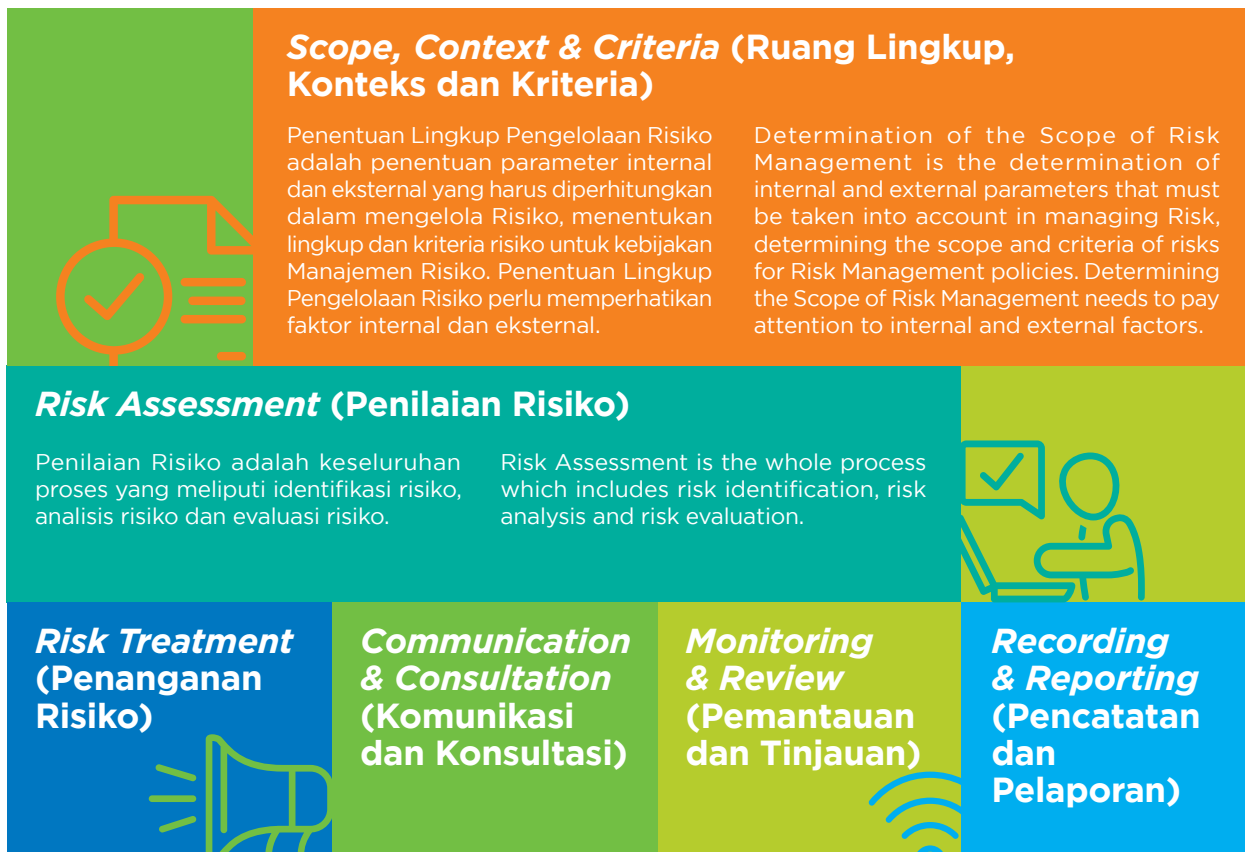 Scope, Context & Criteria (Ruang Lingkup,
Konteks dan Kriteria)
Penentuan Lingkup Pengelolaan Risiko
adalah penentuan parameter internal
dan eksternal yang harus diperhitungkan
dalam mengelola Risiko, menentukan
lingkup dan kriteria risiko untuk kebijakan
Manajemen Risiko. Penentuan Lingkup
Pengelolaan Risiko perlu memperhatikan
faktor internal dan eksternal.
Determination of the Scope of Risk
Management is the determination of
internal and external parameters that must
be taken into account in managing Risk,
determining the scope and criteria of risks
for Risk Management policies. Determining
the Scope of Risk Management needs to pay
attention to internal and external factors.
Risk Assessment (Penilaian Risiko)
Penilaian Risiko adalah keseluruhan
proses yang meliputi identifikasi risiko,
analisis risiko dan evaluasi risiko.
Risk Assessment is the whole process
which includes risk identification, risk
analysis and risk evaluation.
Risk Treatment
(Penanganan
Risiko)
Communication
& Consultation
(Komunikasi
dan Konsultasi)
Monitoring
& Review
(Pemantauan
dan Tinjauan)
Recording
& Reporting
(Pencatatan
dan
Pelaporan)